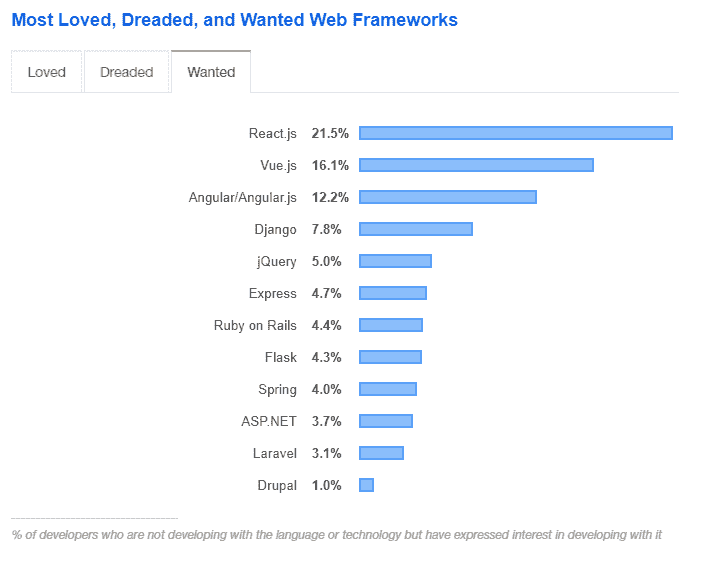 Most Loved, Dreaded, and Wanted Web Frameworks
Loved Dreaded Wanted
React.js 21.5%
Vue.js 16.1%
Angular/Angular.js 12.2%
Django 7.8%
jQuery 5.0%
Express 4.7%
Ruby on Rails 4.4%
Flask 4.3%
Spring 4.0%
ASP.NET 3.7%
Laravel 3.1%
Drupal 1.0%
% of developers who are not developing with the language or technology but have expressed interest in developing with it